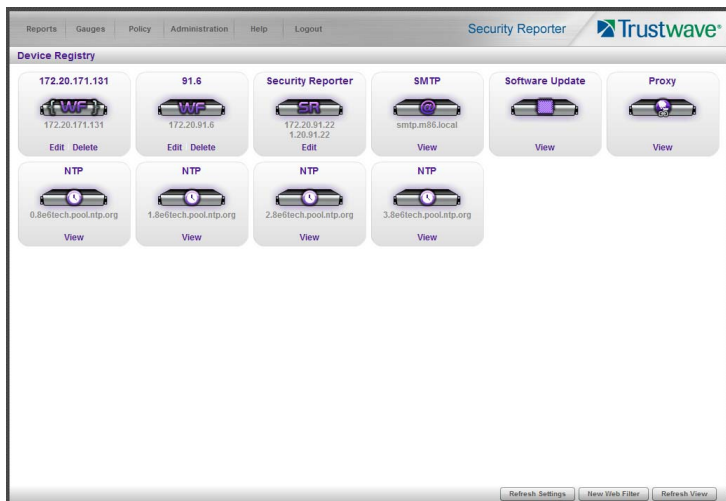 Reports Gauges Policy Administration Help Logout
Security Reporter
Trustwave®
Device Registry
172.20.171.131
WF
172.20.171.131
Edit Delete
91.6
WF
172.20.91.6
Edit Delete
Security Reporter
SR
172.20.91.22
1.20.91.22
Edit
SMTP
@
smtp.m86.local
View
Software Update
View
Proxy
View
NTP
0.8e6tech.pool.ntp.org
View
NTP
1.8e6tech.pool.ntp.org
View
NTP
2.8e6tech.pool.ntp.org
View
NTP
3.8e6tech.pool.ntp.org
View
Refresh Settings New Web Filter Refresh View